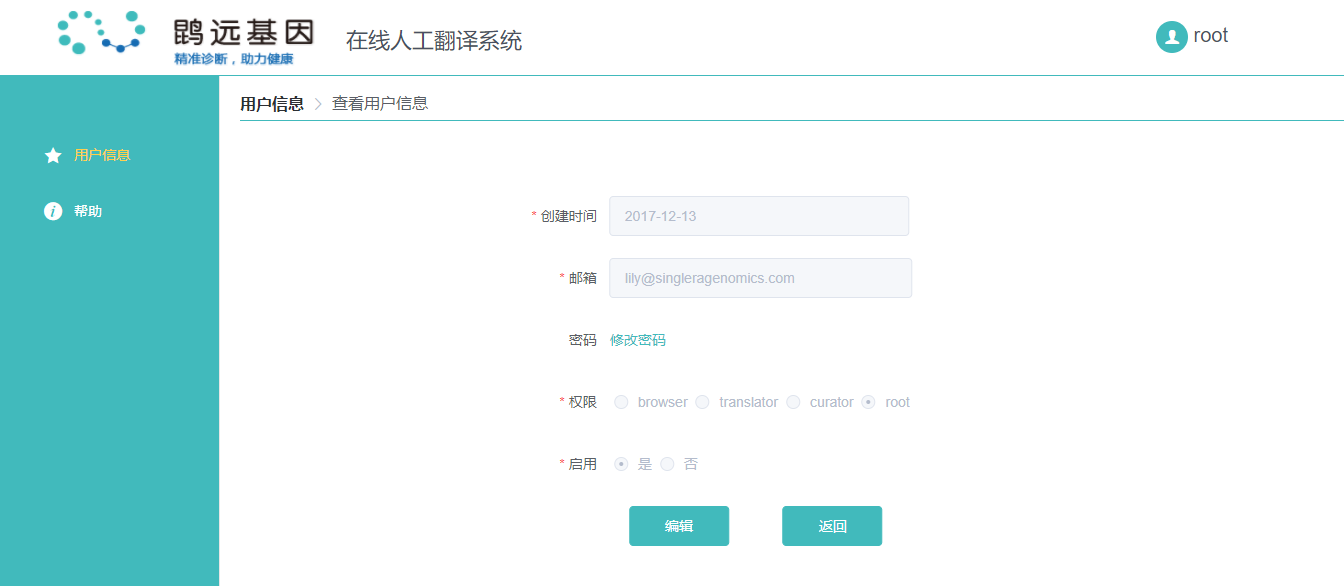 鹍远基因
精准诊断，助力健康
在线人工翻译系统
root
用户信息
帮助
用户信息 > 查看用户信息
* 创建时间 2017-12-13
* 邮箱 lily@singleragenomics.com
密码 修改密码
* 权限 browser translator curator root
* 启用 是 否
编辑 返回